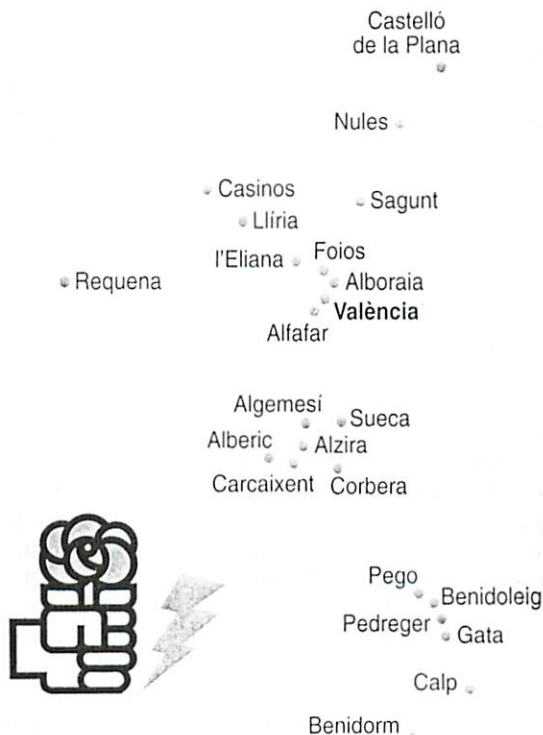 Castelló
de la Plana
Nules
Casinos
Sagunt
Llíria
l'Eliana
Foios
Requena
Alboraia
València
Alfafar
Algemesí
Sueca
Alberic
Alzira
Carcaixent
Corbera
Pego
Benidoleig
Pedreger
Gata
Calp
Benidorm